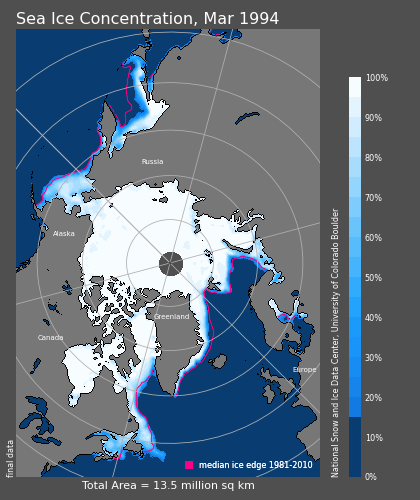 Sea Ice Concentration, Mar 1994
Russia
Alaska
Greenland
Canada
Europe
median ice edge 1981-2010
final data
Total Area = 13.5 million sq km
100%
90%
80%
70%
60%
50%
40%
30%
20%
10%
0%
National Snow and Ice Data Center, University of Colorado Boulder